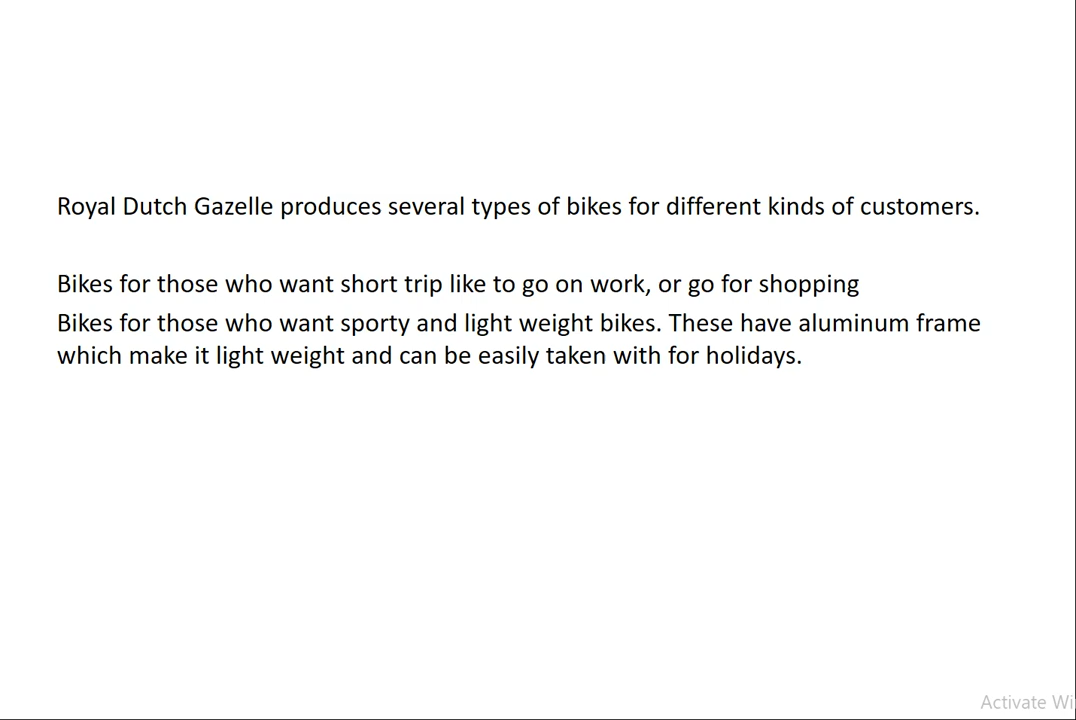 Royal Dutch Gazelle produces several types of bikes for different kinds of customers.
Bikes for those who want short trip like to go on work, or go for shopping
Bikes for those who want sporty and light weight bikes. These have aluminum frame
which make it light weight and can be easily taken with for holidays.
Activate Wi